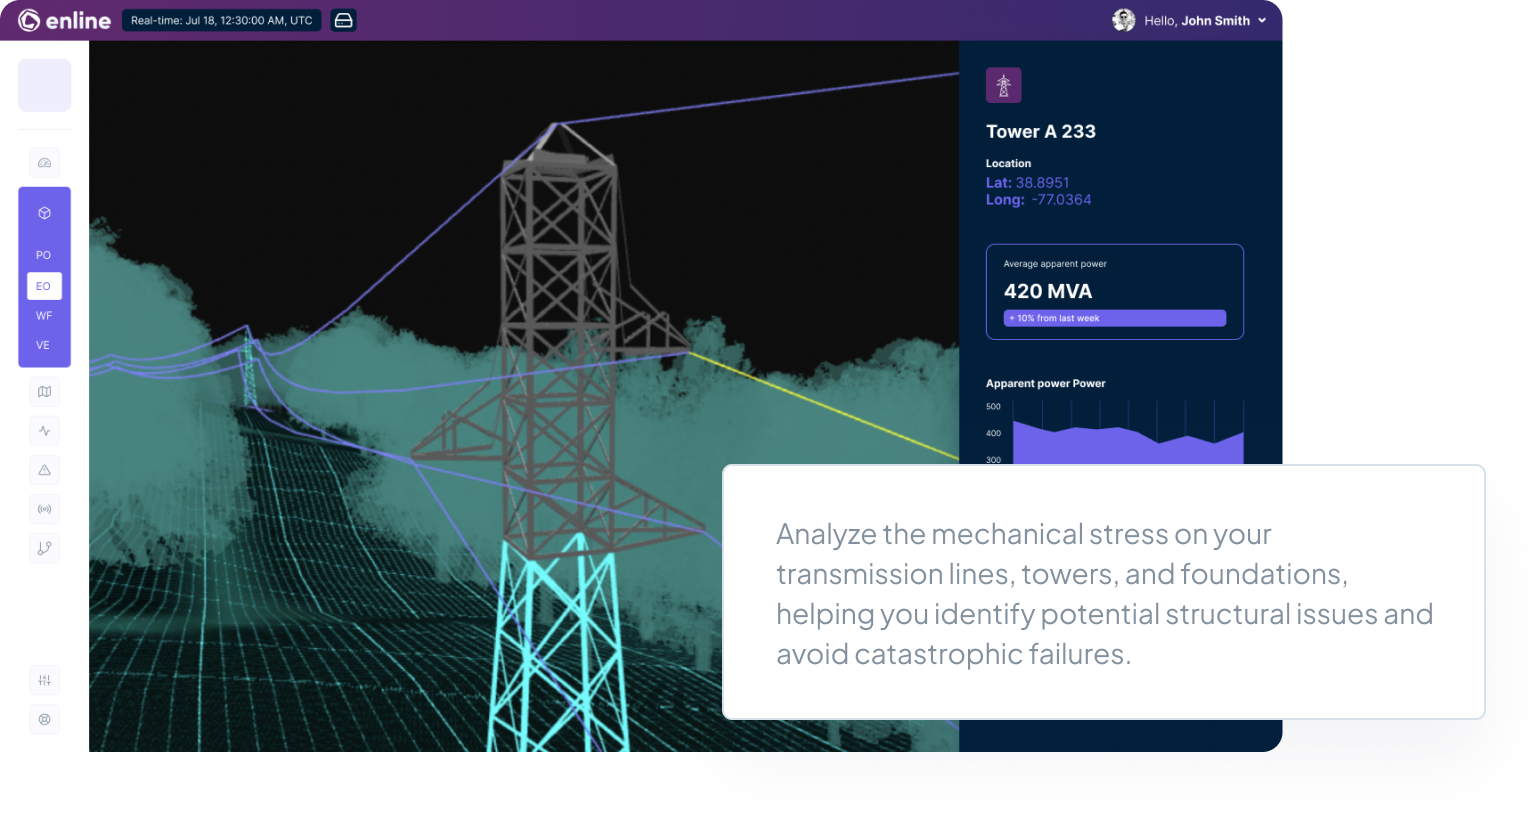 enline
Real-time: Jul 18, 12:30:00 AM, UTC
Hello, John Smith
PO
EO
WF
VE
Tower A 233
Location
Lat: 38.8951
Long: -77.0364
Average apparent power
420 MVA
+ 10% from last week
Apparent power Power
500
400
300
Analyze the mechanical stress on your
transmission lines, towers, and foundations,
helping you identify potential structural issues and
avoid catastrophic failures.